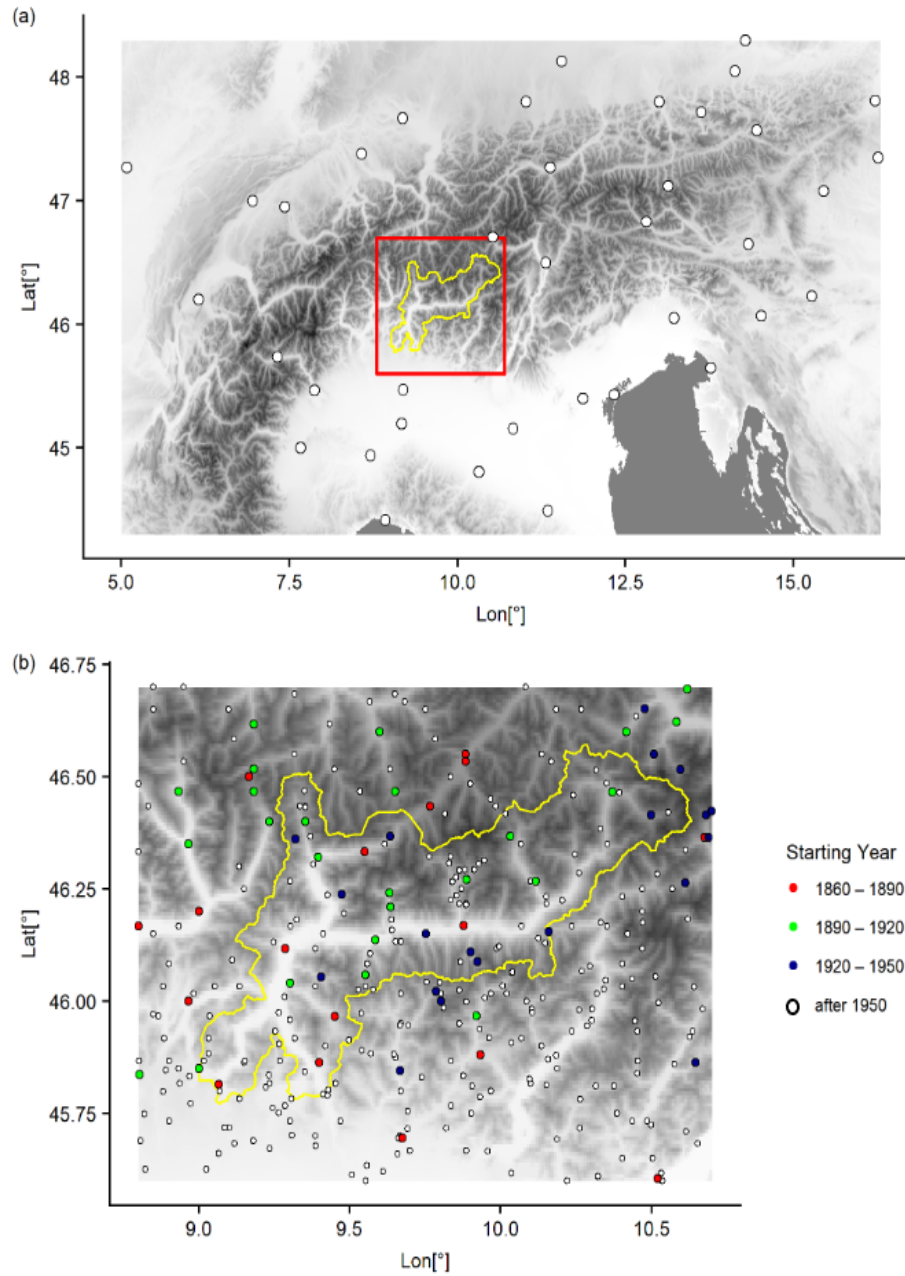 (a)
48
47
46
45
Lat[°]
5.0 7.5 10.0 12.5 15.0
Lon[°]
(b)
46.75
46.50
46.25
46.00
45.75
Lat[°]
9.0 9.5 10.0 10.5
Lon[°]
Starting Year
1860 – 1890
1890 – 1920
1920 – 1950
after 1950